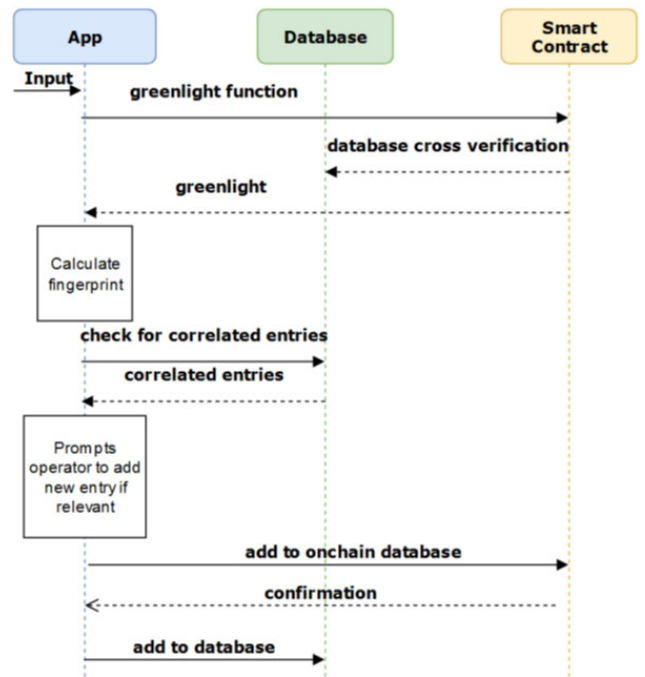 App
Database
Smart
Contract
Input
greenlight function
database cross verification
greenlight
Calculate
fingerprint
check for correlated entries
correlated entries
Prompts
operator to add
new entry if
relevant
add to onchain database
confirmation
add to database